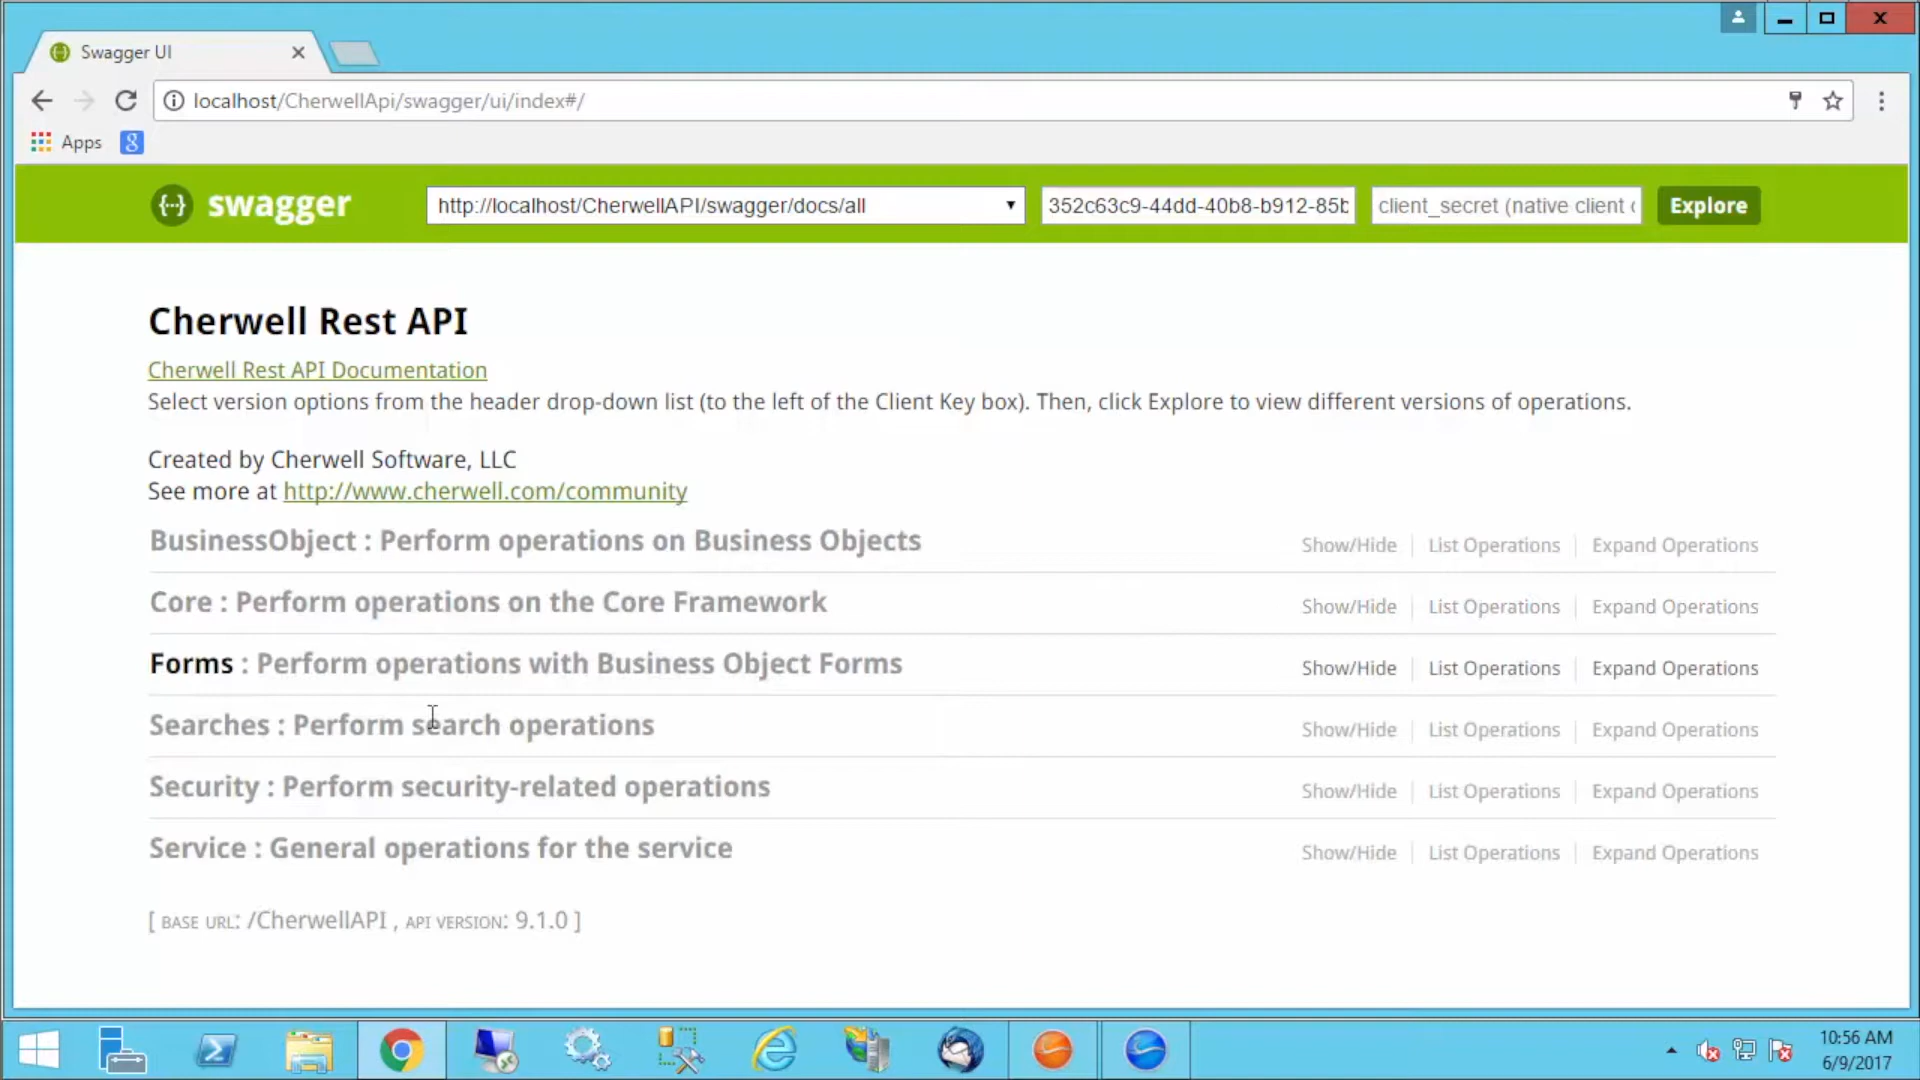 Swagger UI
localhost/CherwellApi/swagger/ui/index#/
Apps
swagger
http://localhost/CherwellAPI/swagger/docs/all
352c63c9-44dd-40b8-b912-85b
client_secret (native client
Explore
Cherwell Rest API
Cherwell Rest API Documentation
Select version options from the header drop-down list (to the left of the Client Key box). Then, click Explore to view different versions of operations.
Created by Cherwell Software, LLC
See more at http://www.cherwell.com/community
BusinessObject : Perform operations on Business Objects Show/Hide List Operations Expand Operations
Core : Perform operations on the Core Framework Show/Hide List Operations Expand Operations
Forms : Perform operations with Business Object Forms Show/Hide List Operations Expand Operations
Searches : Perform search operations Show/Hide List Operations Expand Operations
Security : Perform security-related operations Show/Hide List Operations Expand Operations
Service : General operations for the service Show/Hide List Operations Expand Operations
[ BASE URL: /CherwellAPI , API VERSION: 9.1.0 ]
10:56 AM
6/9/2017